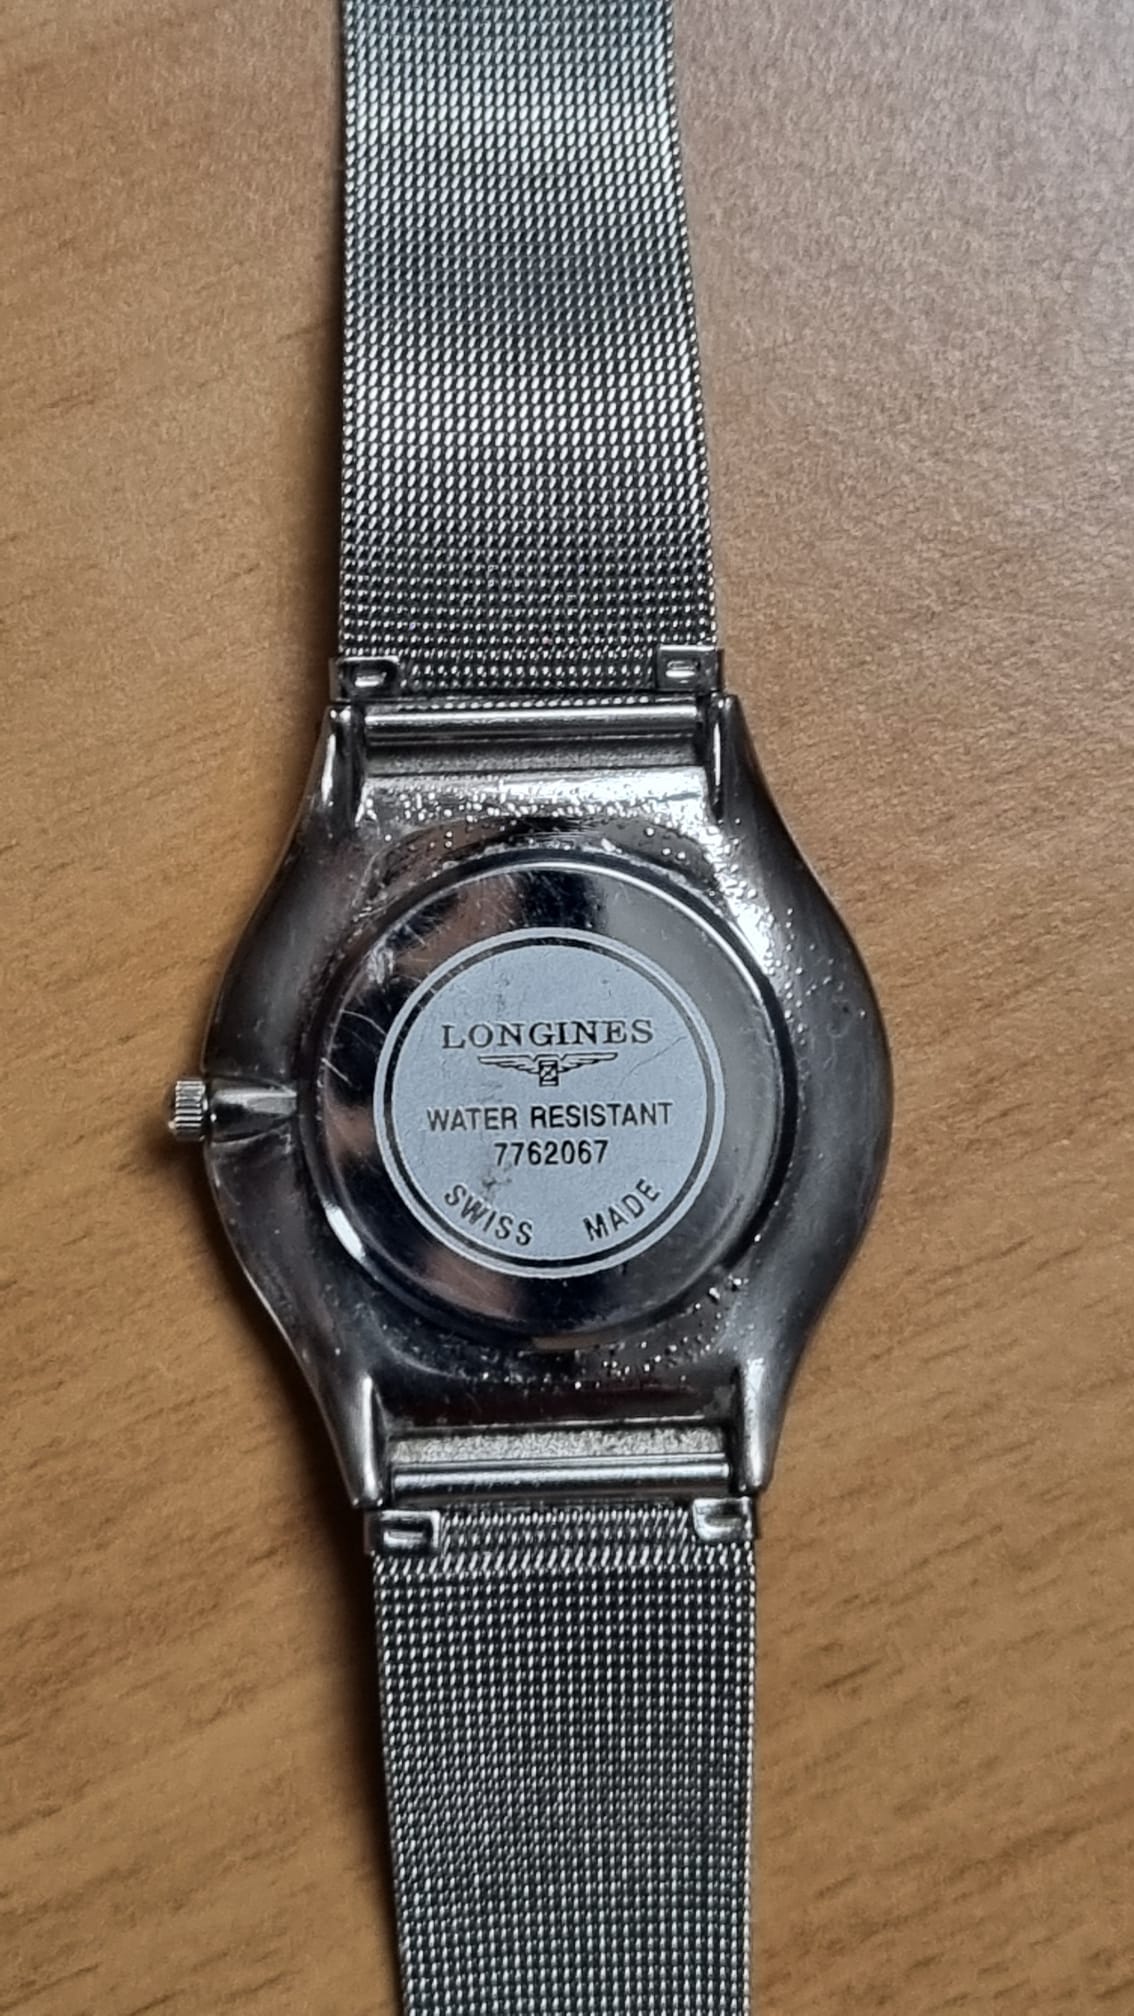 LONGINES
WATER RESISTANT
7762067
SWISS MADE